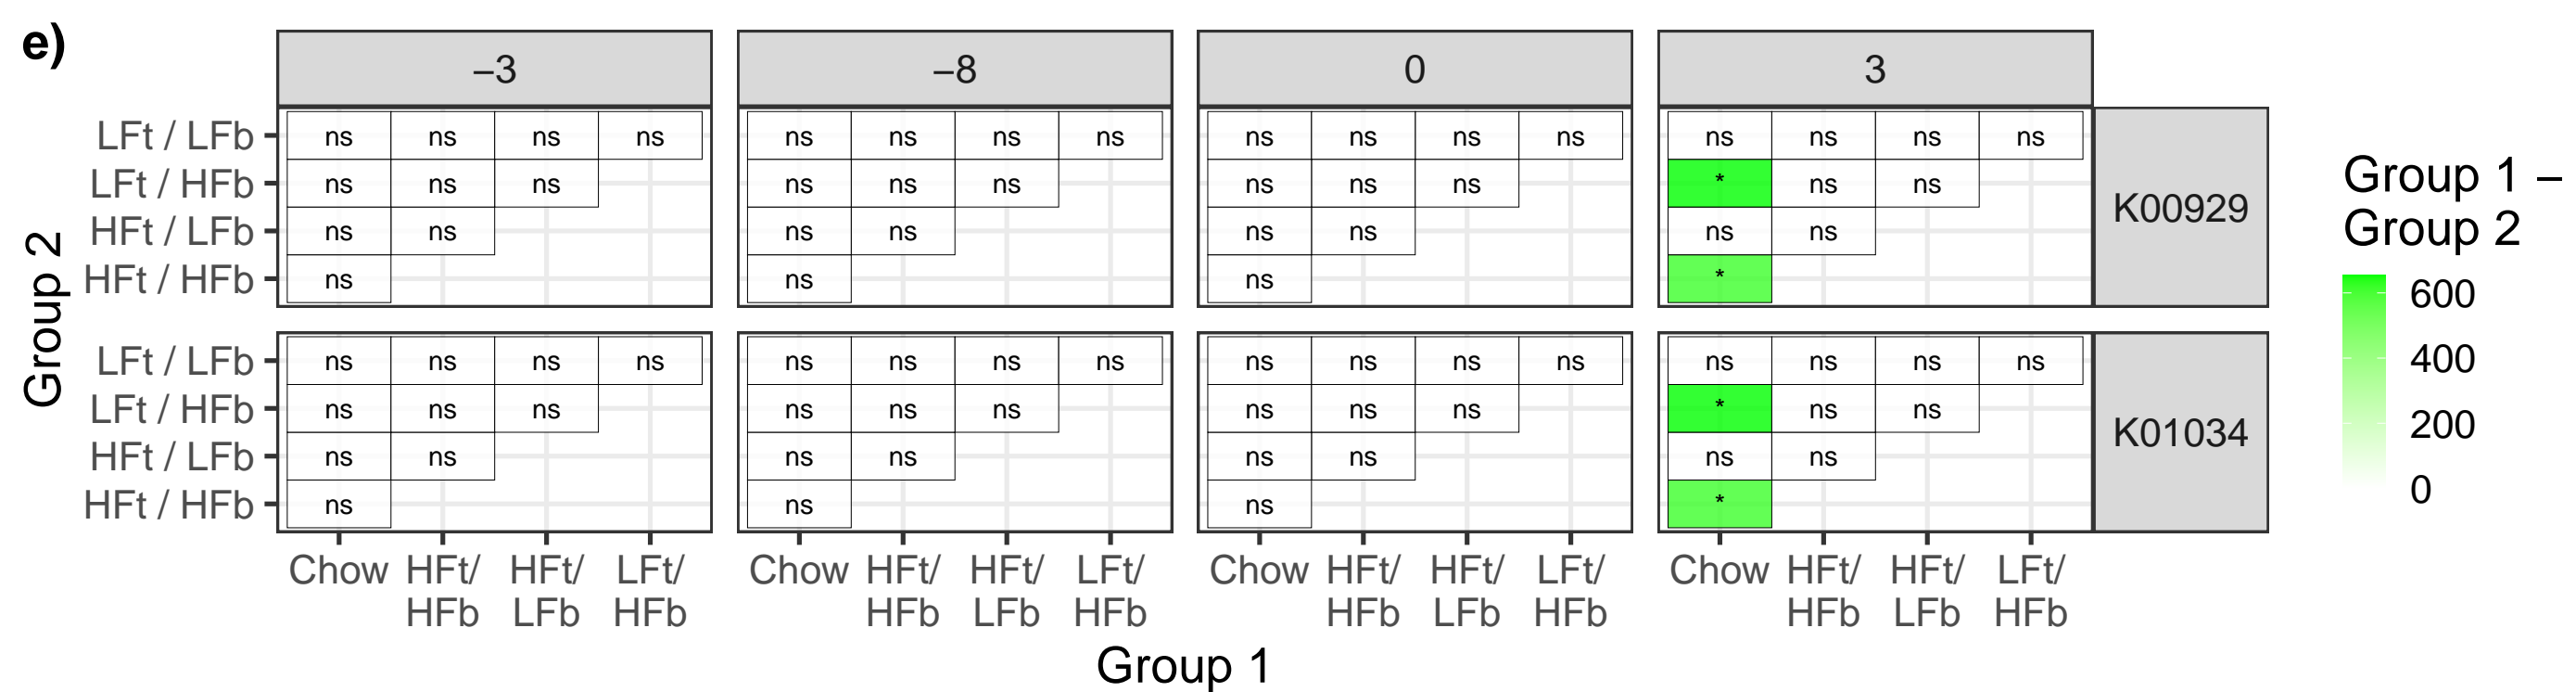 e)
–3 –8 0 3
LFt / LFb ns ns ns ns ns ns ns ns ns ns ns ns ns ns ns ns
LFt / HFb ns ns ns ns ns ns ns ns ns * ns ns
HFt / LFb ns ns ns ns ns ns ns ns
HFt / HFb ns ns ns *
K00929
LFt / LFb ns ns ns ns ns ns ns ns ns ns ns ns ns ns ns ns
LFt / HFb ns ns ns ns ns ns ns ns ns * ns ns
HFt / LFb ns ns ns ns ns ns ns ns
HFt / HFb ns ns ns *
K01034
Chow HFt/ HFt/ LFt/ Chow HFt/ HFt/ LFt/ Chow HFt/ HFt/ LFt/ Chow HFt/ HFt/ LFt/
HFb LFb HFb HFb LFb HFb HFb LFb HFb HFb LFb HFb
Group 1
Group 2
Group 1 –
Group 2
600
400
200
0